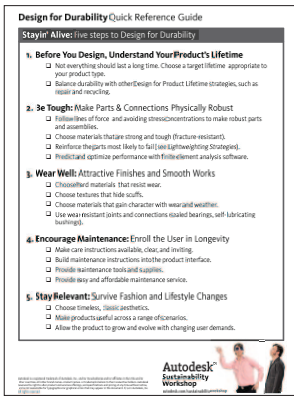 Design for Durability Quick Reference Guide
Stayin' Alive: Five steps to Design for Durability
1. Before You Design, Understand Your Product's Lifetime
Not everything should last a long time. Choose a target lifetime appropriate to
your product type.
Balance durability with other Design for Product Lifetime strategies, such as
repair and recycling.
2. Be Tough: Make Parts & Connections Physically Robust
Follow lines of force and avoiding stress concentrations to make robust parts
and assemblies.
Choose materials that are strong and tough (fracture-resistant).
Reinforce the parts most likely to fail (see Lightweighting Strategies).
Predict and optimize performance with finite element analysis software.
3. Wear Well: Attractive Finishes and Smooth Works
Choose hard materials that resist wear.
Choose textures that hide scuffs.
Choose materials that gain character with wear and weather.
Use wear resistant joints and connections (sealed bearings, self-lubricating
bushings).
4. Encourage Maintenance: Enroll the User in Longevity
Make care instructions available, clear, and inviting.
Build maintenance instructions into the product interface.
Provide maintenance tools and supplies.
Provide easy and affordable maintenance service.
5. Stay Relevant: Survive Fashion and Lifestyle Changes
Choose timeless, classic aesthetics.
Make products useful across a range of scenarios.
Allow the product to grow and evolve with changing user demands.
Autodesk
Sustainability
Workshop